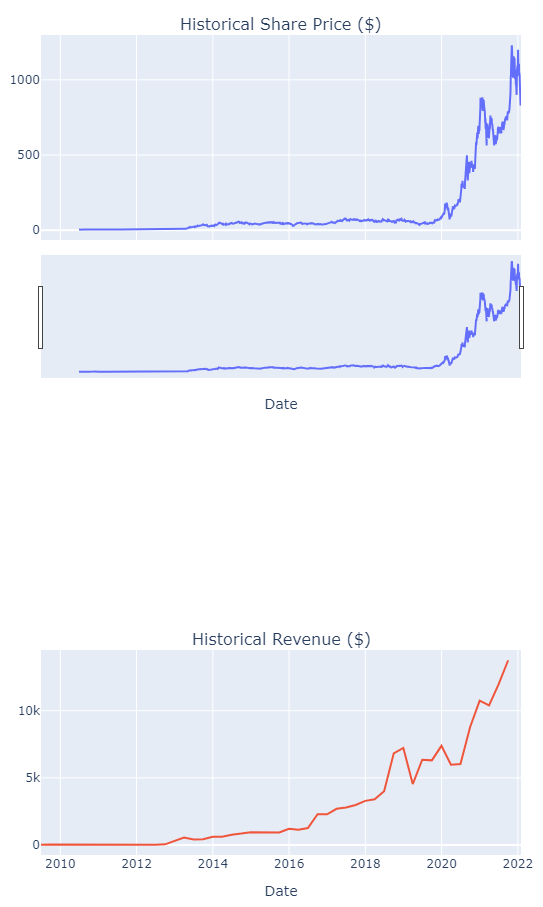 Historical Share Price ($)
1000
500
0
Date
Historical Revenue ($)
10k
5k
0
2010 2012 2014 2016 2018 2020 2022
Date